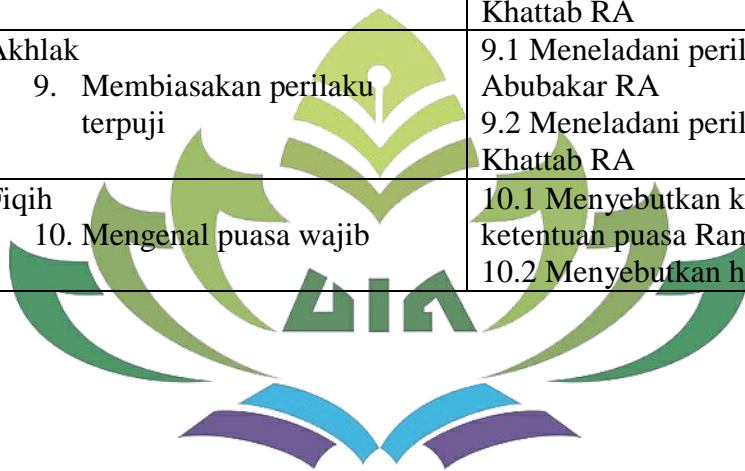 Khattab RA
Akhlak
9. Membiasakan perilaku
terpuji
9.1 Meneladani peril
Abubakar RA
9.2 Meneladani peril
Khattab RA
Fiqih
10. Mengenal puasa wajib
10.1 Menyebutkan k
ketentuan puasa Ram
10.2 Menyebutkan h
UIN